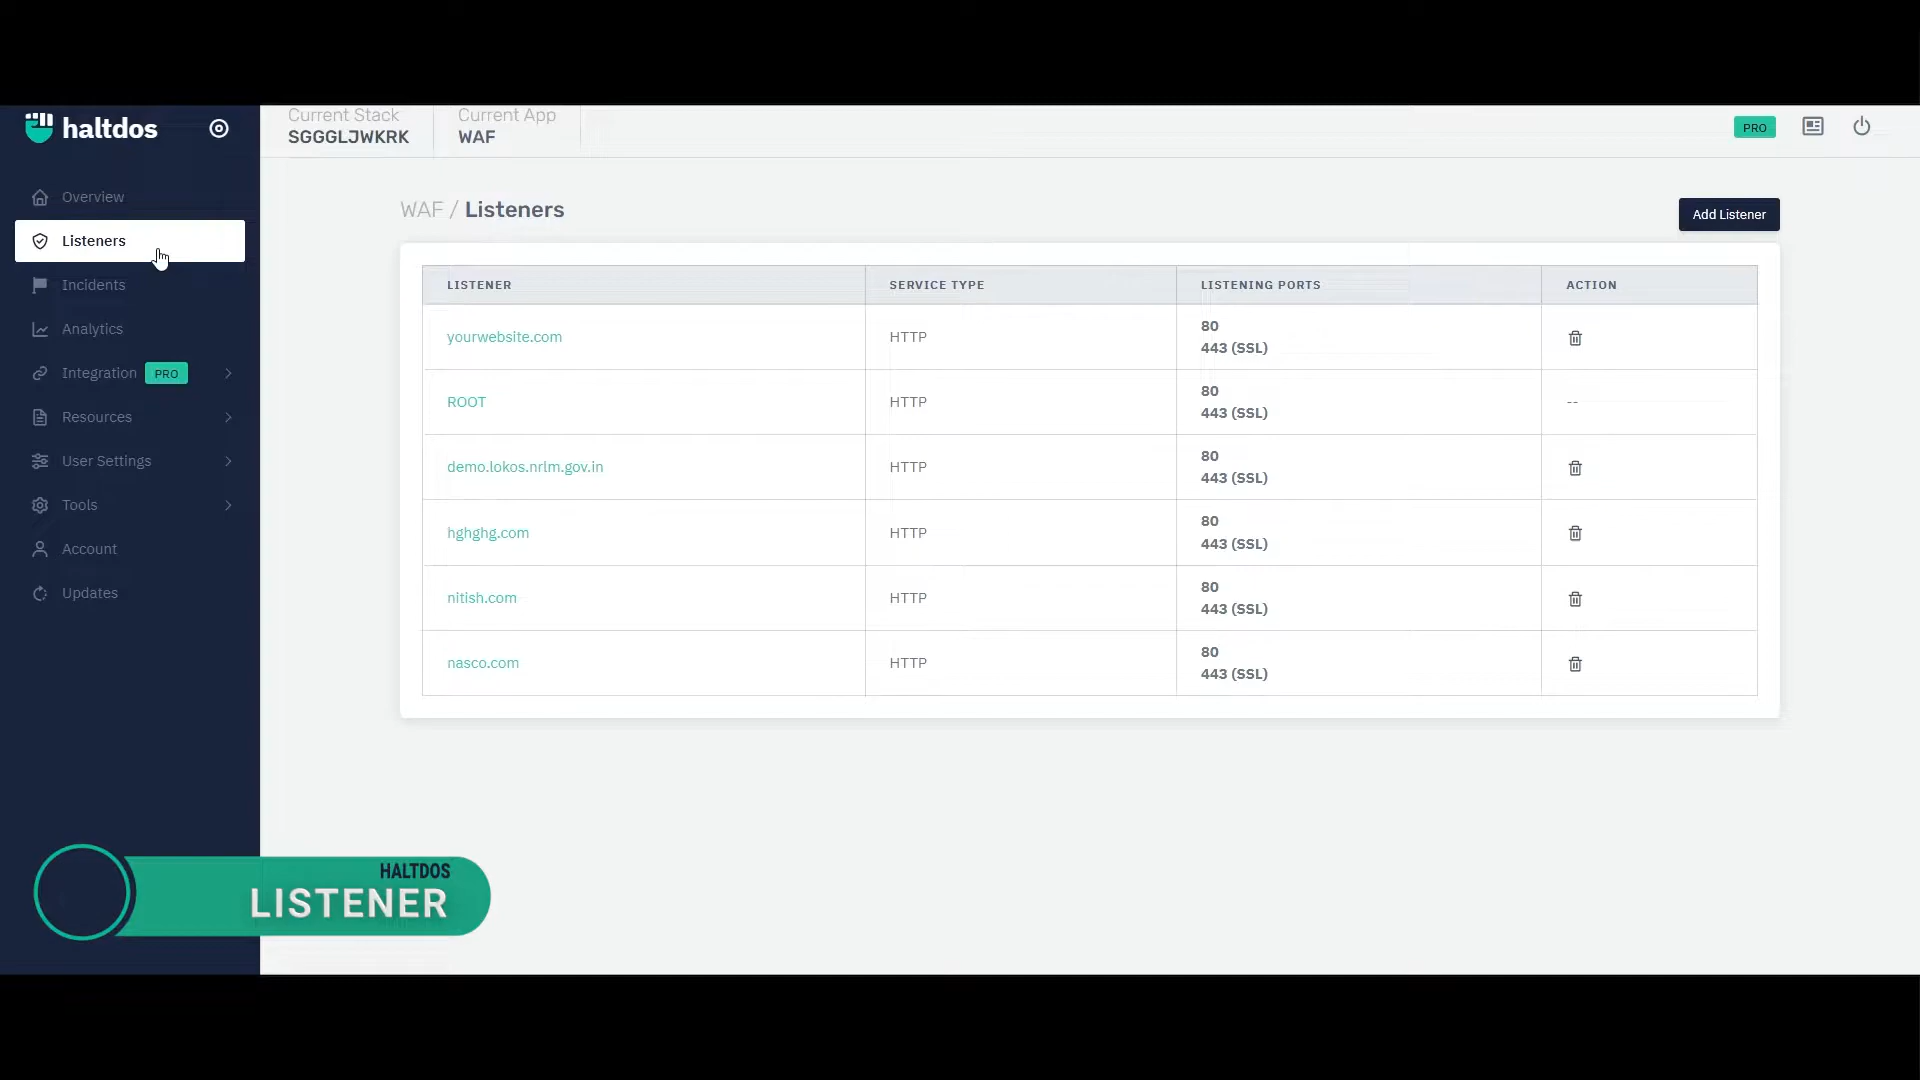 haltdos
Current Stack
SGGGLJWKRK
Current App
WAF
PRO
Overview
Listeners
Incidents
Analytics
Integration PRO
Resources
User Settings
Tools
Account
Updates
WAF / Listeners
Add Listener
LISTENER SERVICE TYPE LISTENING PORTS ACTION
yourwebsite.com HTTP 80
443 (SSL)
ROOT HTTP 80
443 (SSL) --
demo.lokos.nrlm.gov.in HTTP 80
443 (SSL)
hghghg.com HTTP 80
443 (SSL)
nitish.com HTTP 80
443 (SSL)
nasco.com HTTP 80
443 (SSL)
HALTDOS
LISTENER